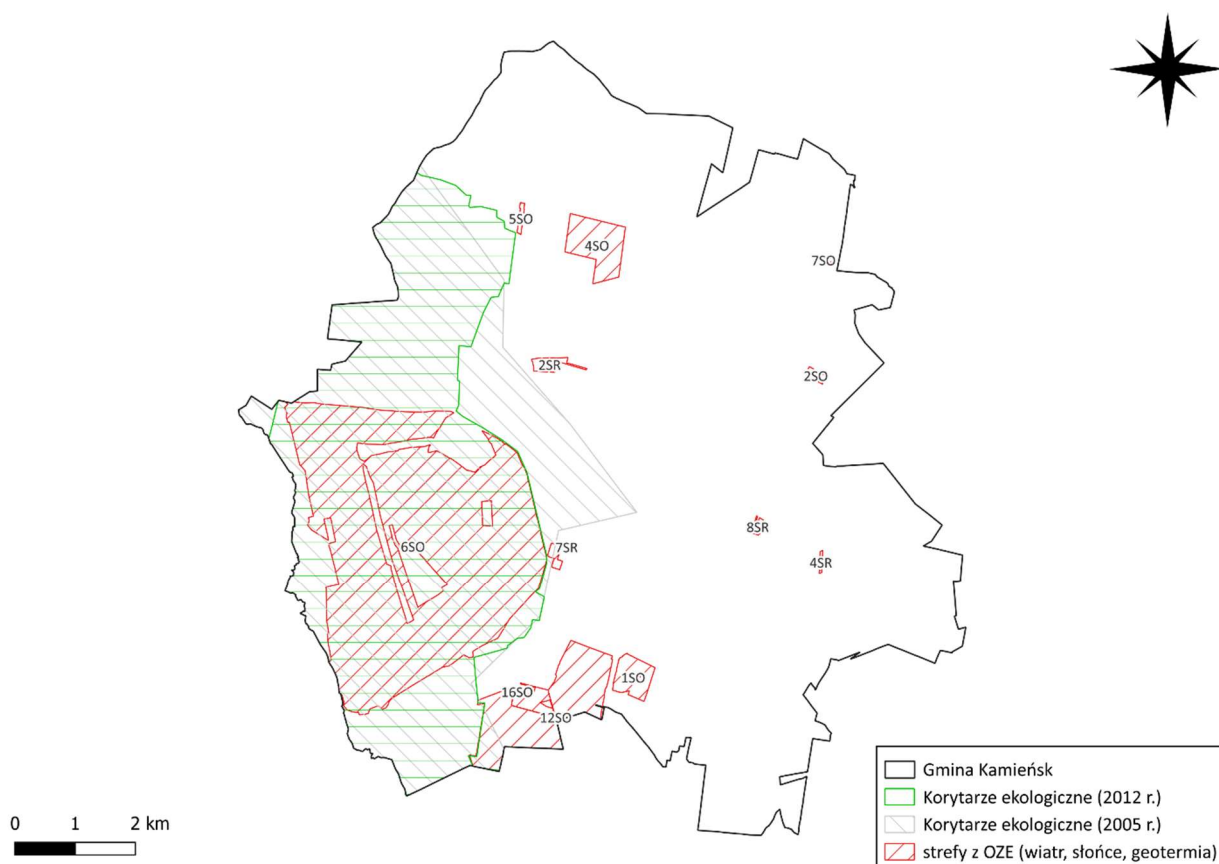 5SO
4SO
7SO
2SR
2SO
8SR
6SO
7SR
4SR
1SO
16SO
12SO
Gmina Kamieńsk
Korytarze ekologiczne (2012 r.)
Korytarze ekologiczne (2005 r.)
strefy z OZE (wiatr, słońce, geotermia)
0 1 2 km